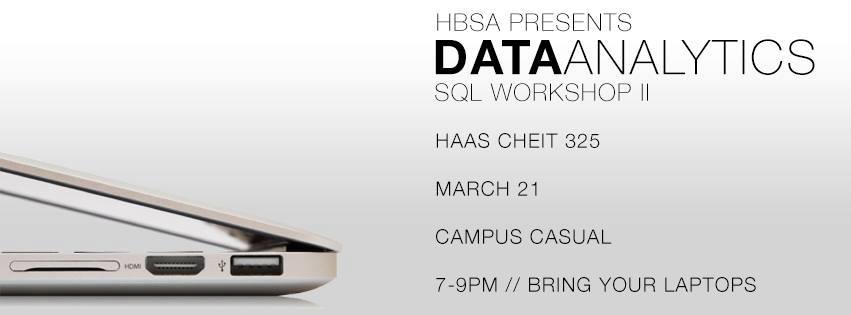 HBSA PRESENTS
DATAANALYTICS
SQL WORKSHOP II
HAAS CHEIT 325
MARCH 21
CAMPUS CASUAL
7-9PM // BRING YOUR LAPTOPS
HDMI